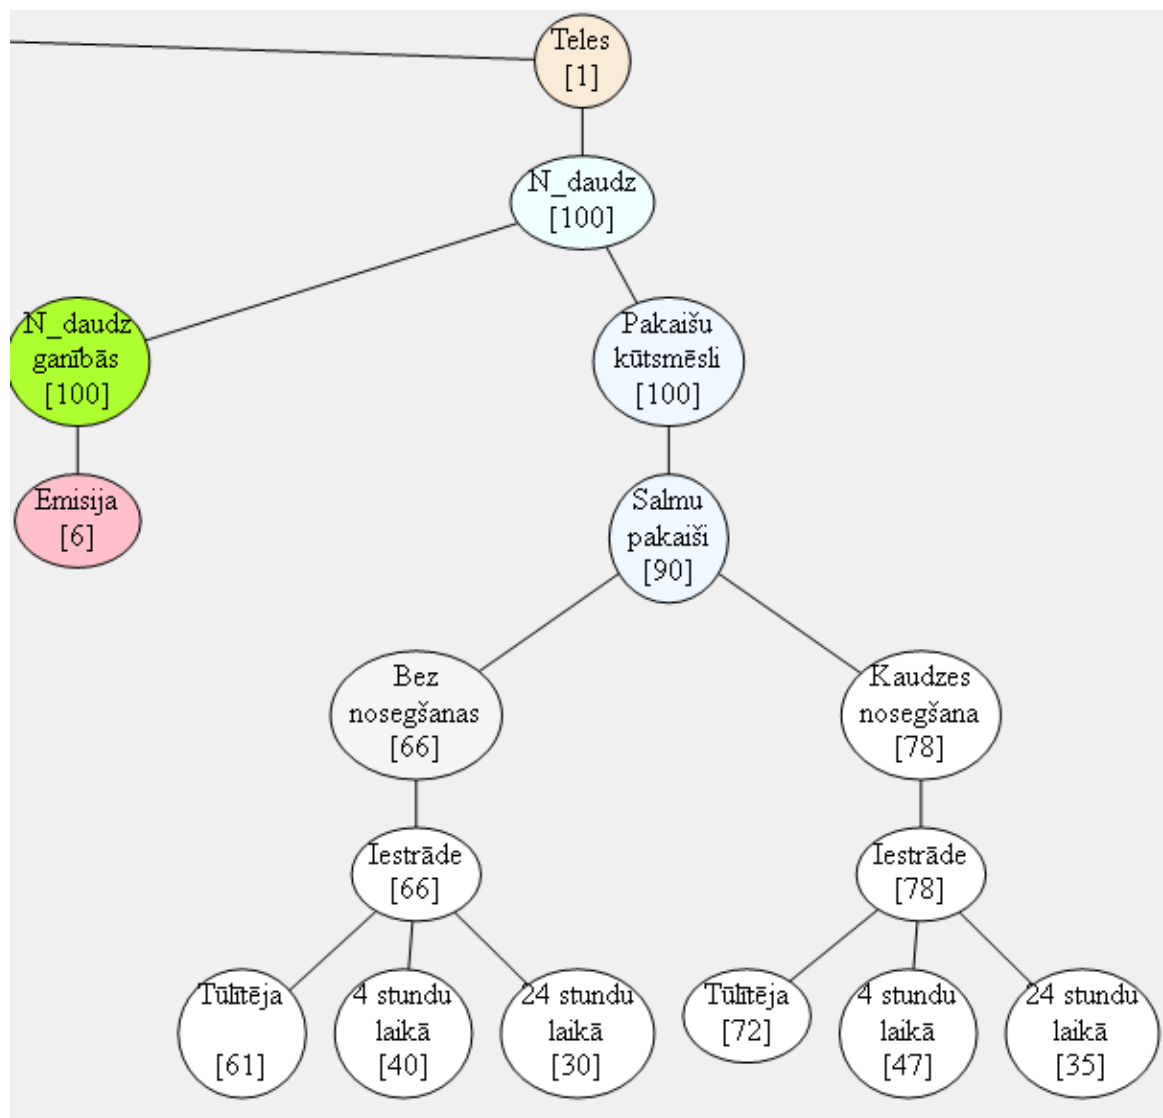 Teles
[1]
N_daudz
[100]
N_daudz
ganībās
[100]
Pakaišu
kūtsmēsli
[100]
Emisija
[6]
Salmu
pakaiši
[90]
Bez
nosegšanas
[66]
Kaudzes
nosegšana
[78]
Iestrāde
[66]
Iestrāde
[78]
Tūlītēja
[61]
4 stundu
laikā
[40]
24 stundu
laikā
[30]
Tūlītēja
[72]
4 stundu
laikā
[47]
24 stundu
laikā
[35]